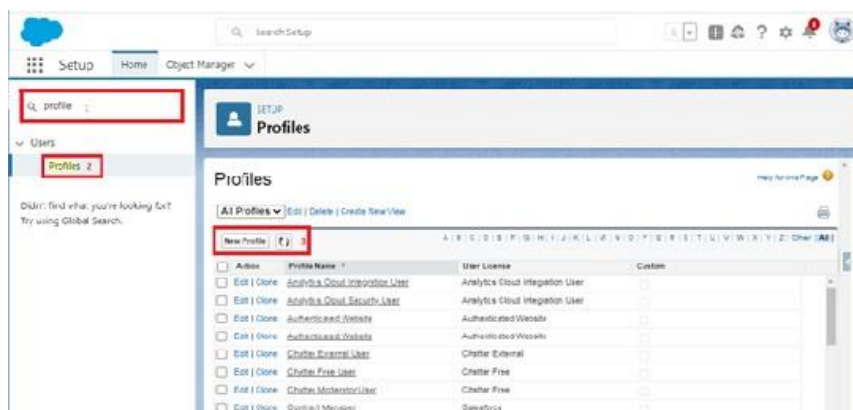 Search Setup
Setup Home Object Manager
profile 1
Users
Profiles 2
Didn't find what you're looking for?
Try using Global Search.
SETUP
Profiles
Profiles
Help for this Page
All Profiles Edit | Delete | Create New View
New Profile 3
A | B | C | D | E | F | G | H | I | J | K | L | M | N | O | P | Q | R | S | T | U | V | W | X | Y | Z | Other | All
Action Profile Name User License Custom
Edit | Clone Analytics Cloud Integration User Analytics Cloud Integration User
Edit | Clone Analytics Cloud Security User Analytics Cloud Integration User
Edit | Clone Authenticated Website Authenticated Website
Edit | Clone Authenticated Website Authenticated Website
Edit | Clone Chatter External User Chatter External
Edit | Clone Chatter Free User Chatter Free
Edit | Clone Chatter Moderator User Chatter Free
Edit | Clone Contract Manager Salesforce